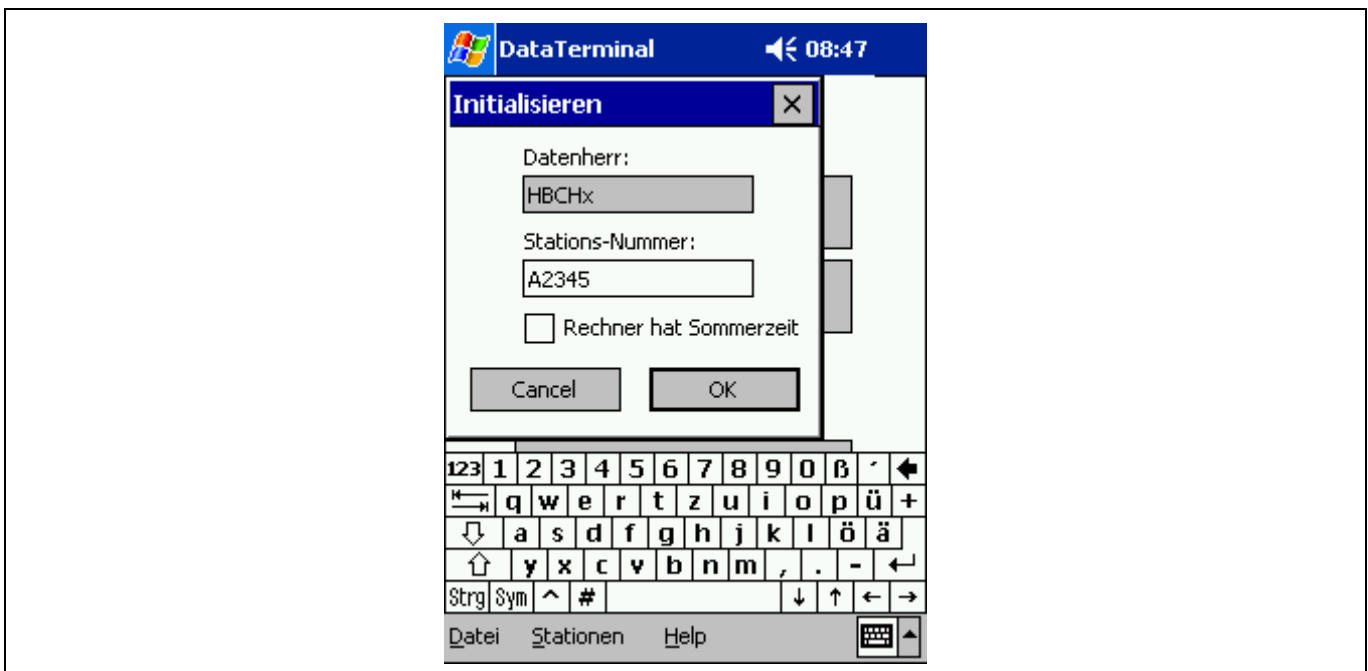 DataTerminal 08:47
Initialisieren
Datenherr:
HBCHx
Stations-Nummer:
A2345
Rechner hat Sommerzeit
Cancel OK
123 1 2 3 4 5 6 7 8 9 0 ß ´
q w e r t z u i o p ü +
a s d f g h j k l ö ä
y x c v b n m , . -
Strg Sym ^ # ↓ ↑ ← →
Datei Stationen Help